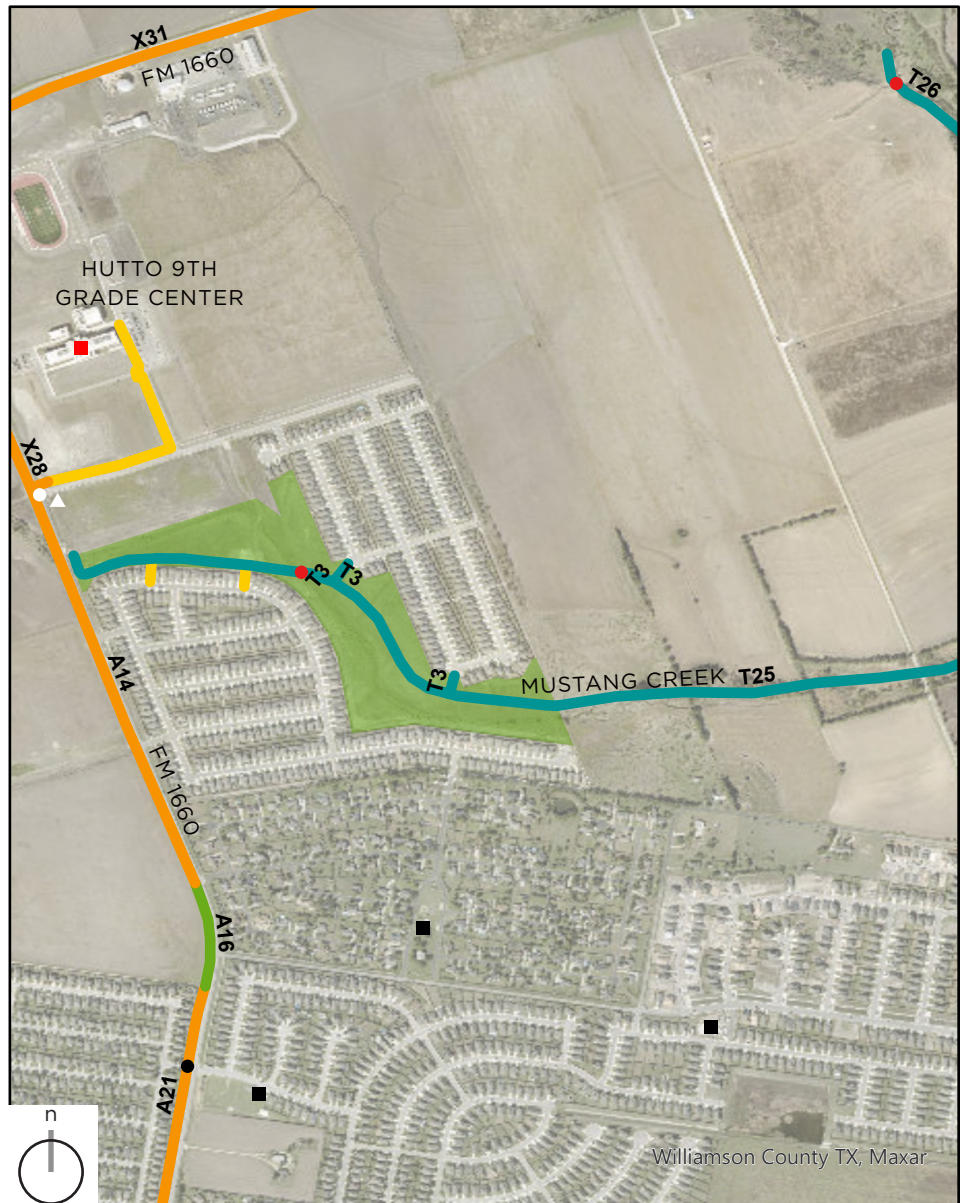 X31
FM 1660
T26
HUTTO 9TH
GRADE CENTER
X28
T3
T3
T3
MUSTANG CREEK T25
A14
FM 1660
A16
A21
n
Williamson County TX, Maxar